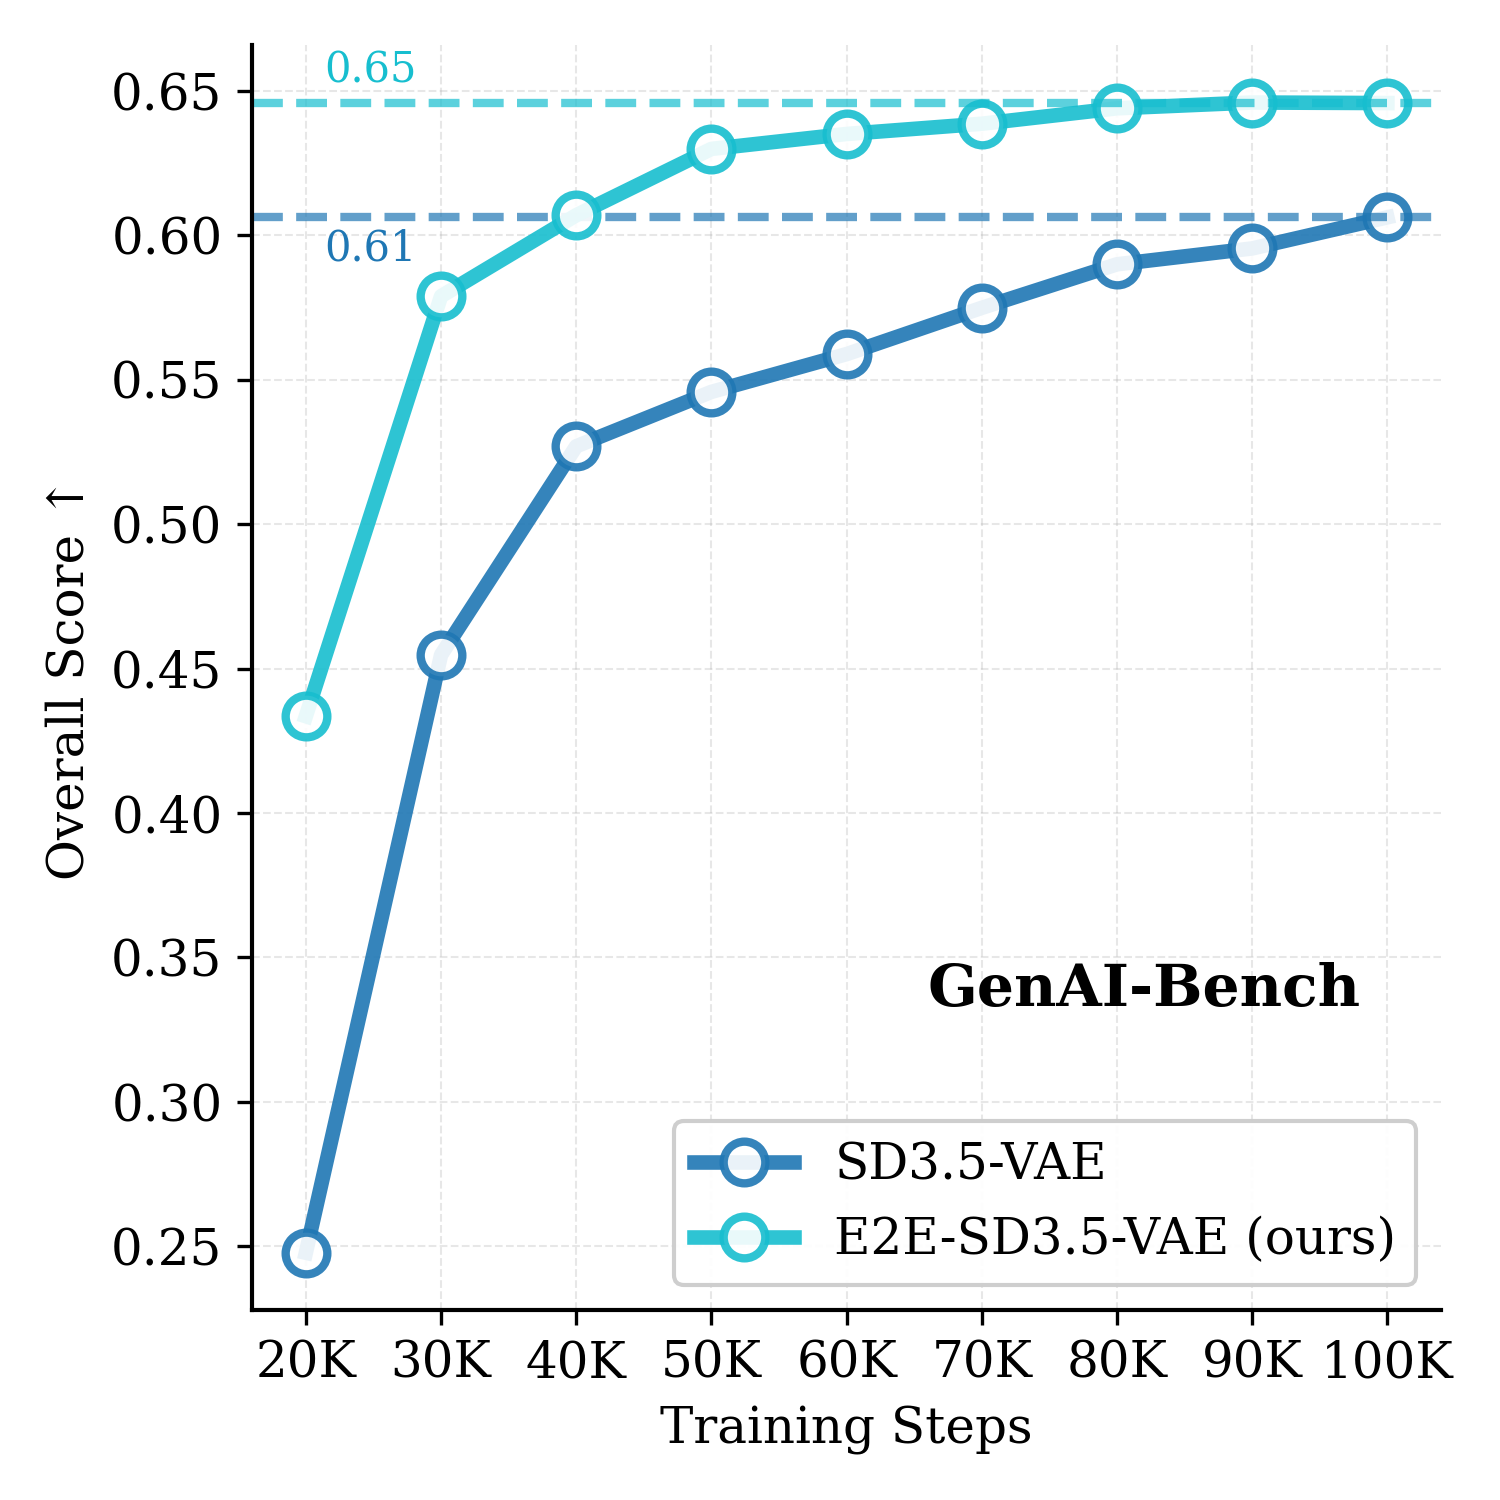 0.65
0.61
0.65
0.60
0.55
0.50
0.45
0.40
0.35
0.30
0.25
Overall Score ↑
GenAI-Bench
SD3.5-VAE
E2E-SD3.5-VAE (ours)
20K 30K 40K 50K 60K 70K 80K 90K 100K
Training Steps